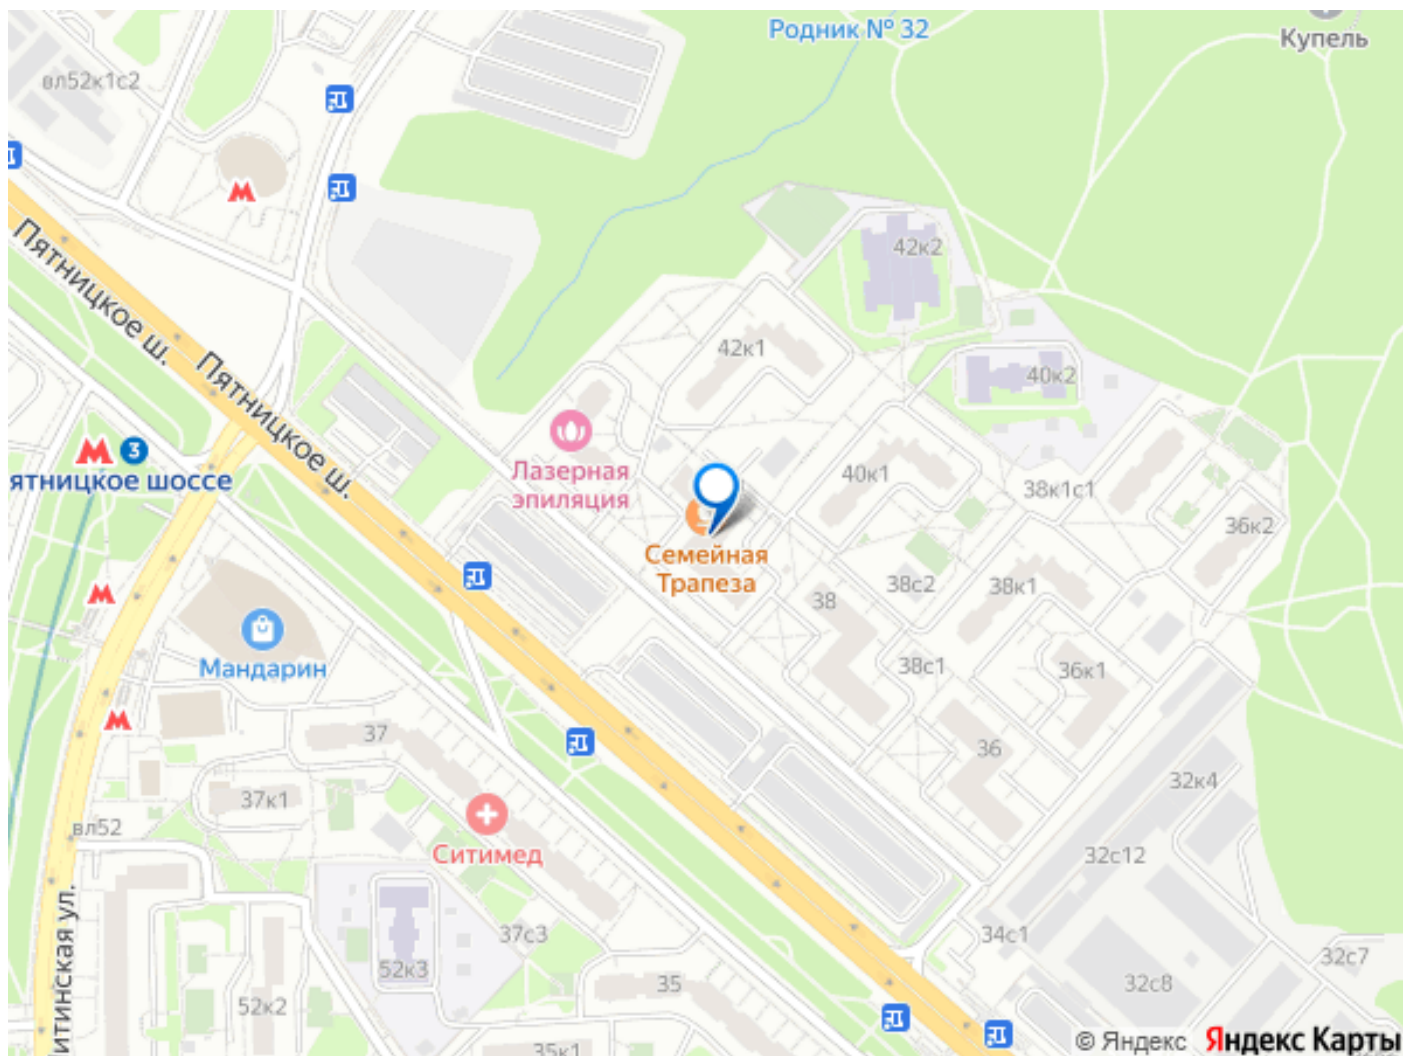 Родник № 32
Купель
вл52к1с2
42к2
Пятницкое ш.
42к1
Пятницкое ш.
40к2
3
ятницкое шоссе
Лазерная
эпиляция
40к1
38к1с1
36к2
Семейная
Трапеза
38
38с2
38к1
Мандарин
38с1
36к1
37
36
32к4
37к1
вл52
Ситимед
32с12
итинская ул.
37с3
34с1
52к3
32с7
52к2
35
32с8
35к1
© Яндекс
Яндекс Карты